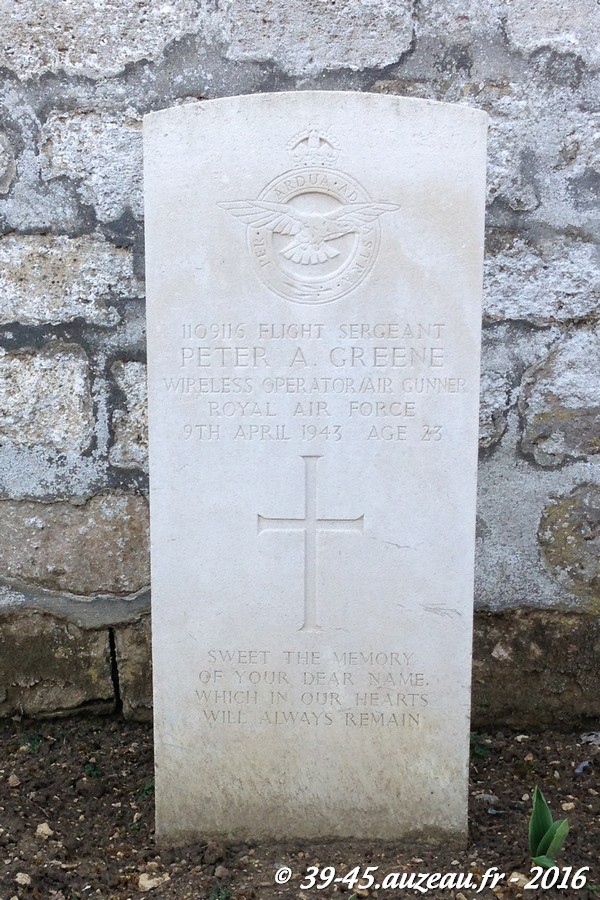 PER ARDUA AD ASTRA
1109116 FLIGHT SERGEANT
PETER A. GREENE
WIRELESS OPERATOR/AIR GUNNER
ROYAL AIR FORCE
9TH APRIL 1943 AGE 23
SWEET THE MEMORY
OF YOUR DEAR NAME,
WHICH IN OUR HEARTS
WILL ALWAYS REMAIN
© 39-45.auzeau.fr - 2016